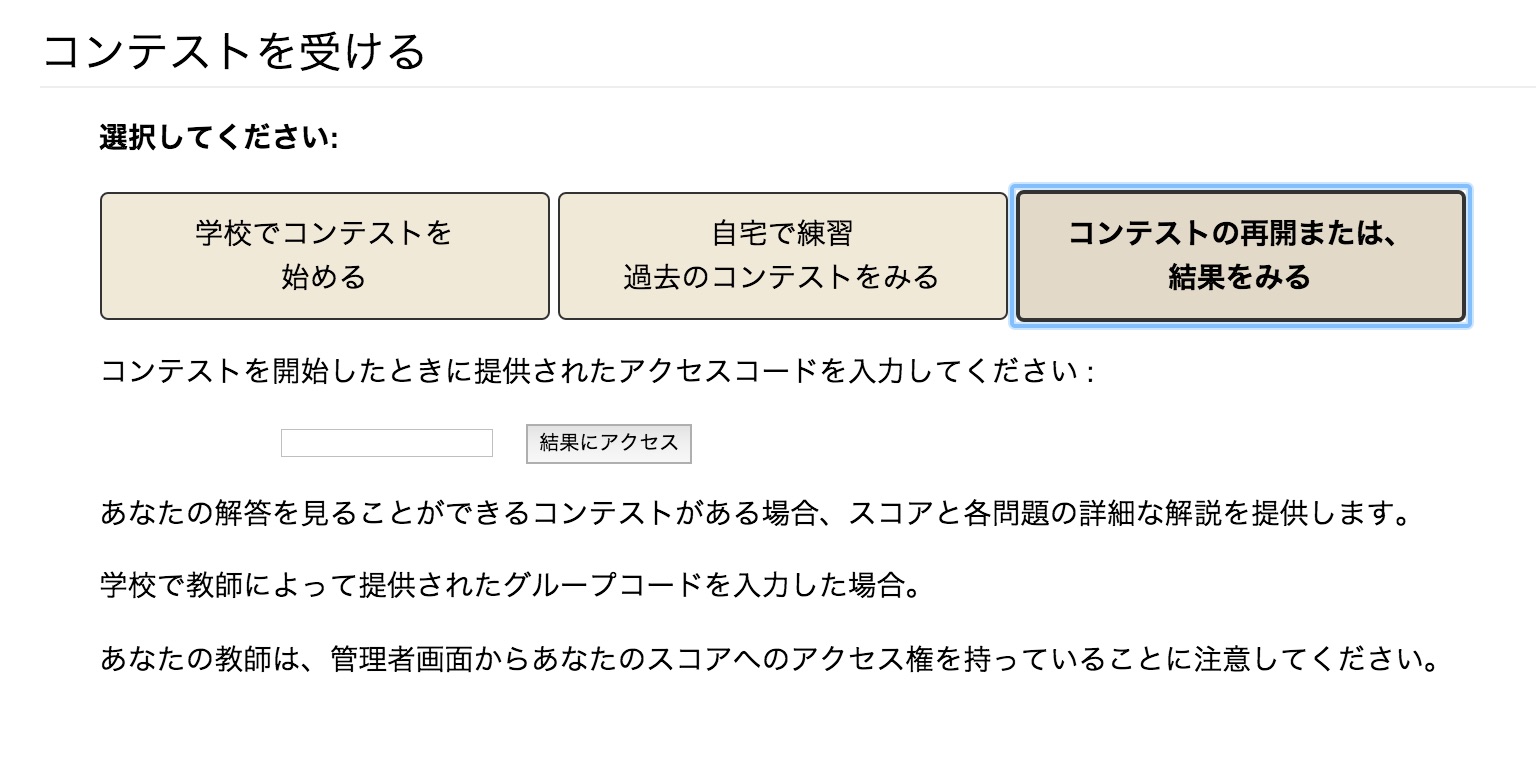 コンテストを受ける
選択してください:
学校でコンテストを
始める
自宅で練習
過去のコンテストをみる
コンテストの再開または、
結果をみる
コンテストを開始したときに提供されたアクセスコードを入力してください :
結果にアクセス
あなたの解答を見ることができるコンテストがある場合、スコアと各問題の詳細な解説を提供します。
学校で教師によって提供されたグループコードを入力した場合。
あなたの教師は、管理者画面からあなたのスコアへのアクセス権を持っていることに注意してください。